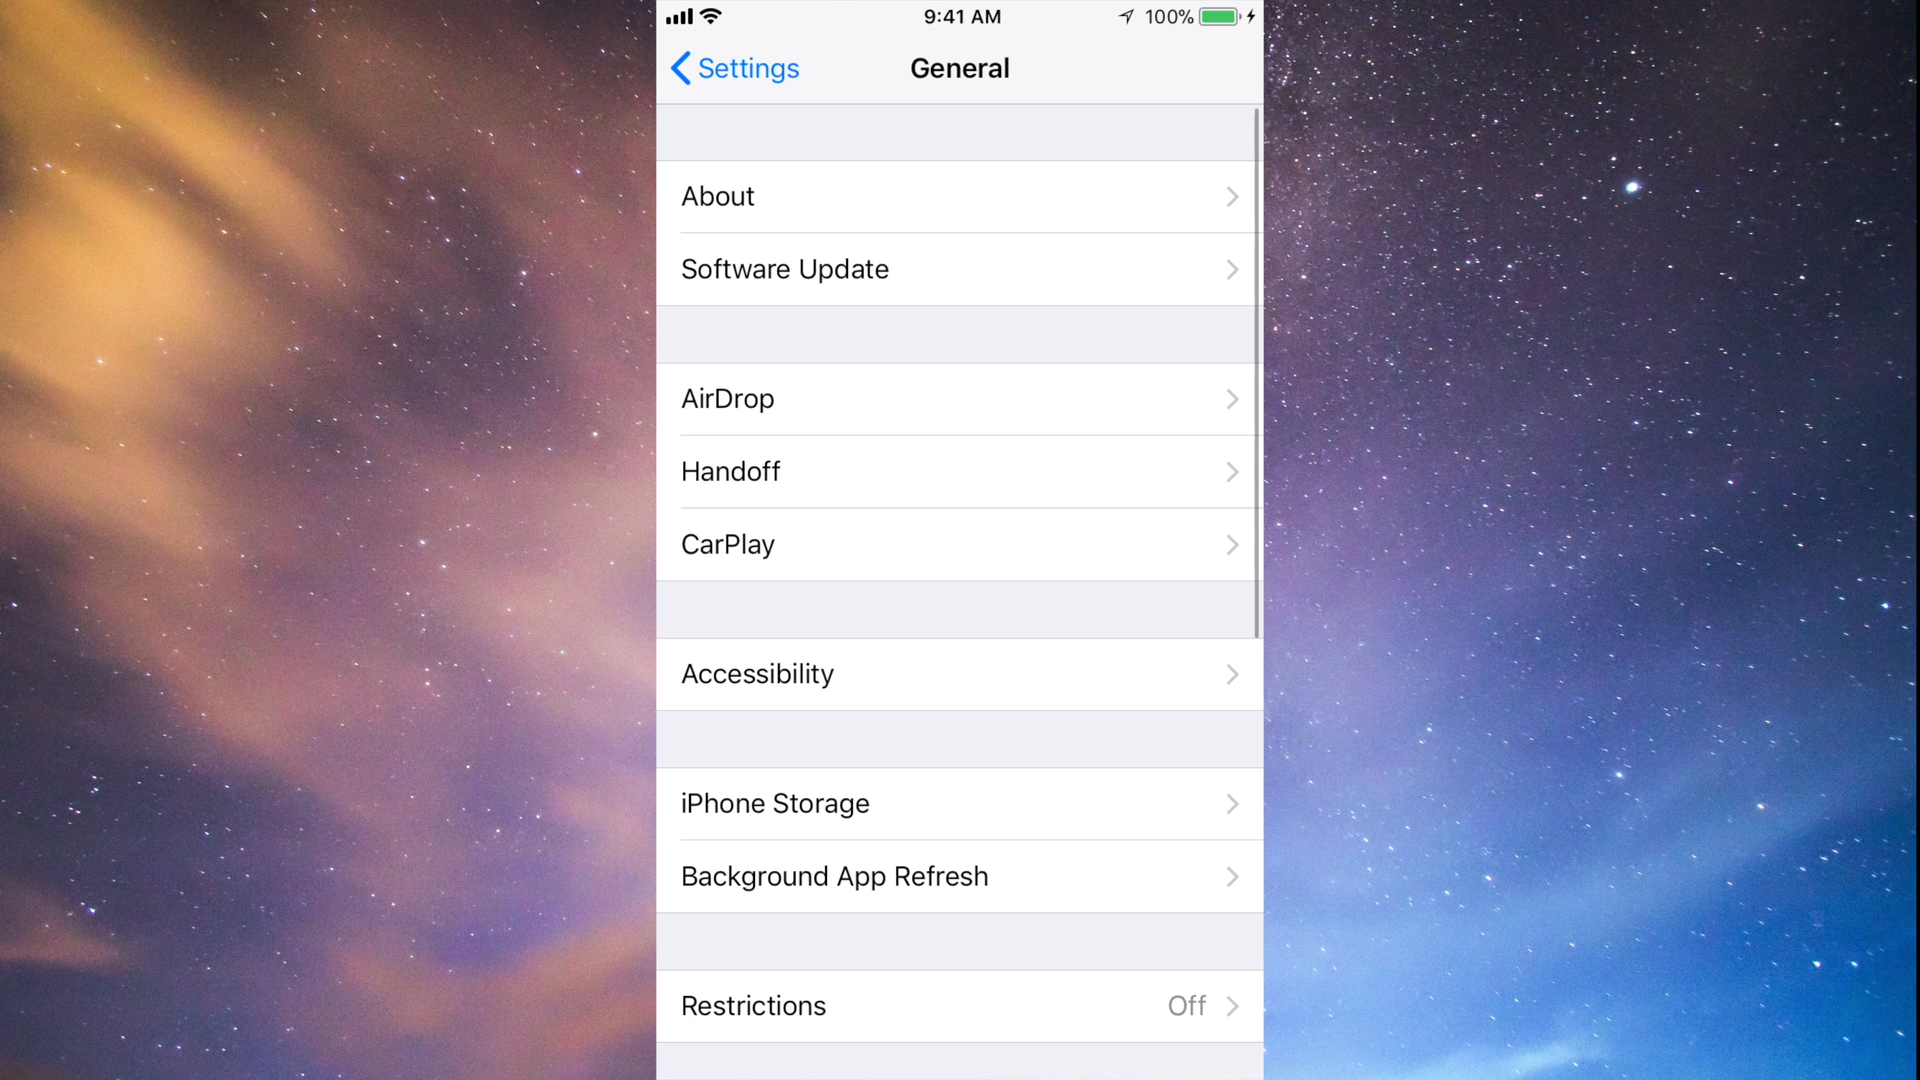 9:41 AM 100%
Settings General
About
Software Update
AirDrop
Handoff
CarPlay
Accessibility
iPhone Storage
Background App Refresh
Restrictions Off